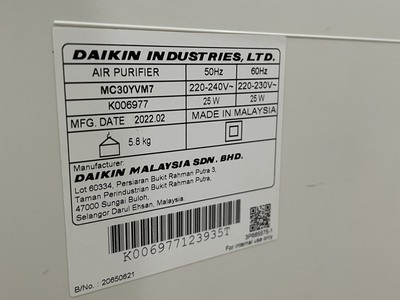 DAIKIN INDUSTRIES, LTD.
AIR PURIFIER 50Hz 60Hz
MC30YVM7 220-240V~ 220-230V~
K006977 25 W 25 W
MFG. DATE 2022.02 MADE IN MALAYSIA
5.8 kg
Manufacturer:
DAIKIN MALAYSIA SDN. BHD.
Lot 60334, Persiaran Bukit Rahman Putra 3,
Taman Perindustrian Bukit Rahman Putra,
47000 Sungai Buloh,
Selangor Darul Ehsan, Malaysia.
K006977123935T
3P665575-1
For internal use only
B/No. : 20650621